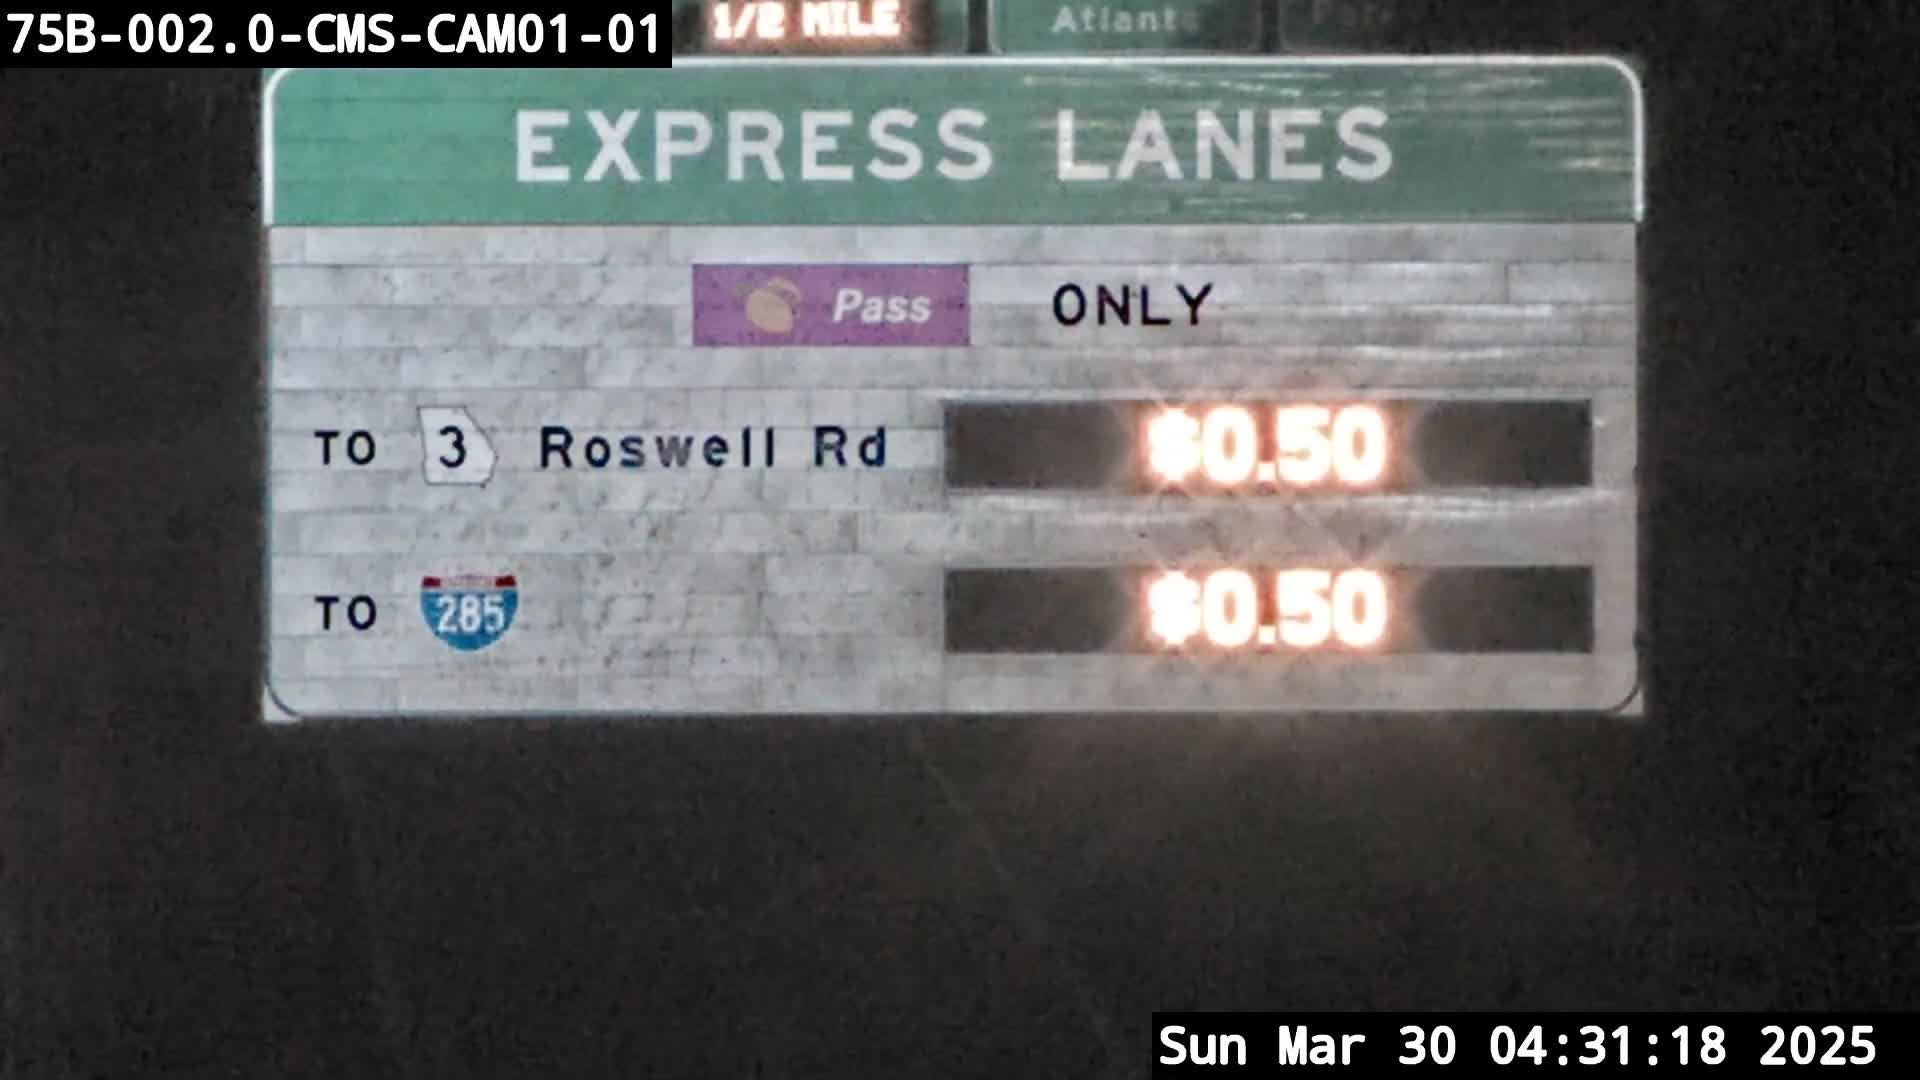 75B-002.0-CMS-CAM01-01
1/2 MILE
EXPRESS LANES
Pass ONLY
TO 3 Roswell Rd $0.50
TO 285 $0.50
Sun Mar 30 04:31:18 2025